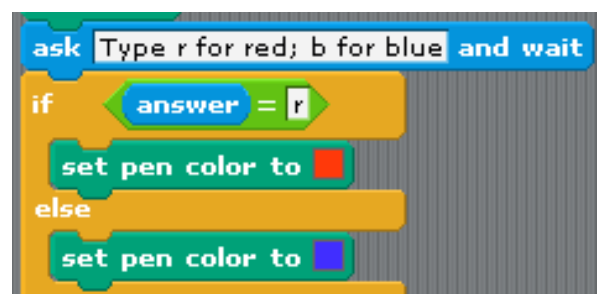 ask Type r for red; b for blue and wait
if answer = r
set pen color to
else
set pen color to